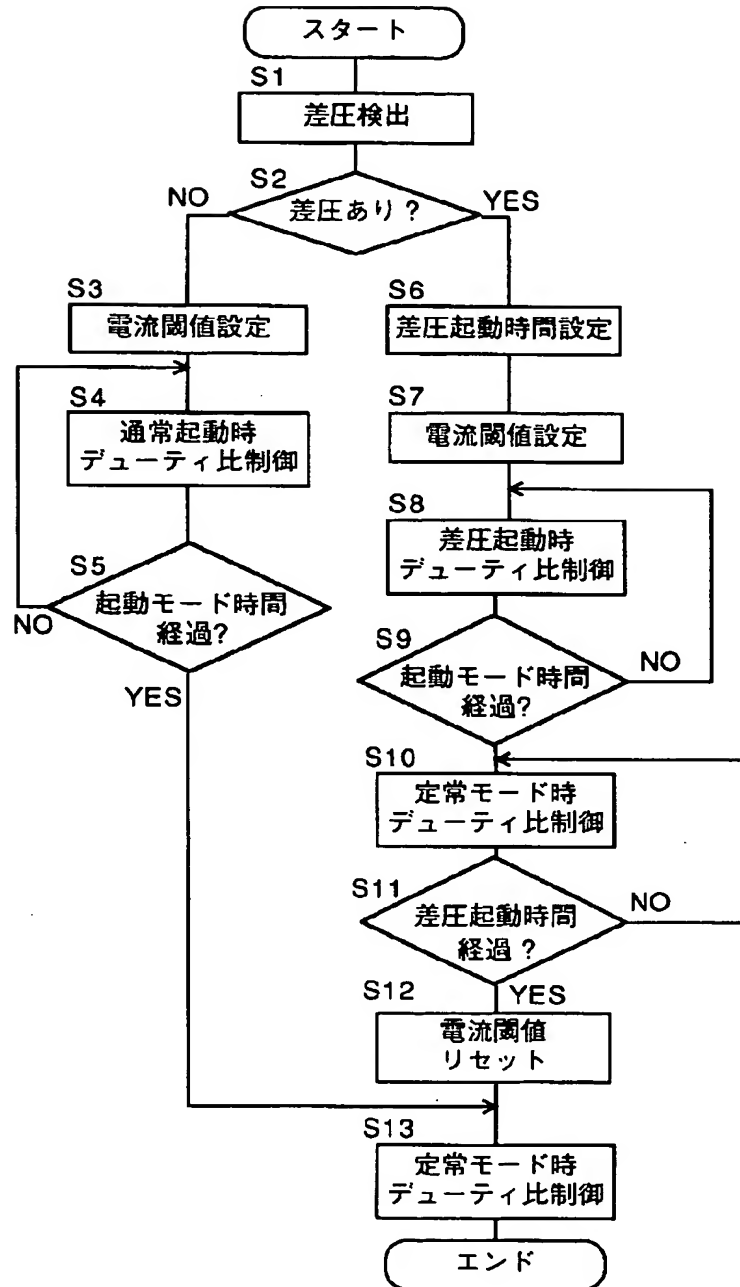 スタート
S1
差圧検出
S2
NO
差圧あり?
YES
S3
電流閾値設定
S4
通常起動時
デューティ比制御
S5
起動モード時間
経過?
NO
YES
S6
差圧起動時間設定
S7
電流閾値設定
S8
差圧起動時
デューティ比制御
S9
起動モード時間
経過?
NO
S10
定常モード時
デューティ比制御
S11
差圧起動時間
経過?
NO
YES
S12
電流閾値
リセット
S13
定常モード時
デューティ比制御
エンド